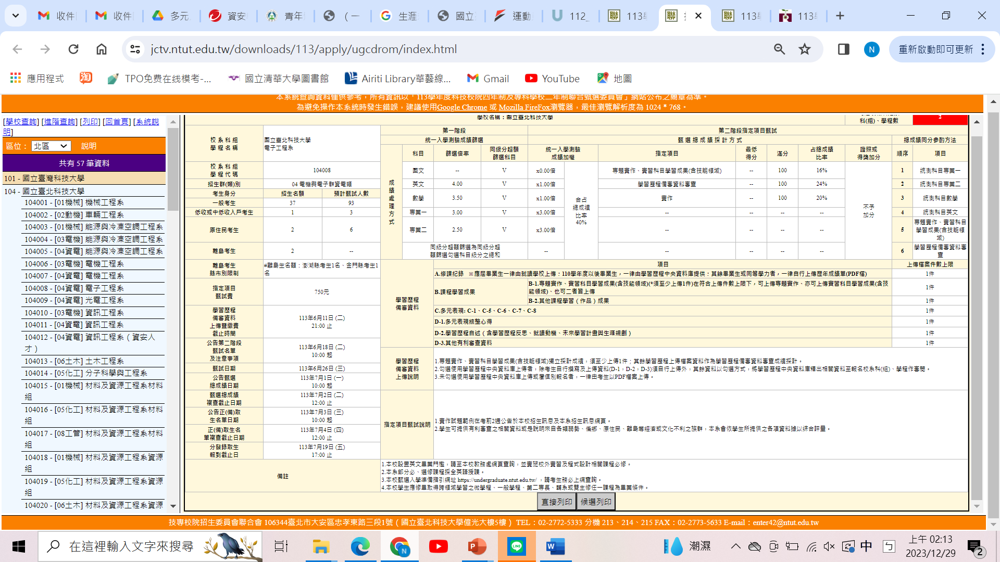 收件
收件
多元
資安
青年
（一
生涯
國立
運動
112_
113
113
113
jctv.ntut.edu.tw/downloads/113/apply/ugcdrom/index.html
N
重新啟動即可更新
應用程式
TPO免费在线模考-...
國立清華大學圖書館
Airiti Library華藝線...
Gmail
YouTube
地圖
本系統查詢資料僅供參考，所有資訊以「113學年度科技校院四年制及專科學校二年制聯合甄選委員會」網站公布之簡章為準。
為避免操作本系統時發生錯誤，建議使用Google Chrome 或 Mozilla FireFox瀏覽器，最佳瀏覽解析度為 1024 * 768。
[學校查詢] [進階查詢] [列印] [回首頁] [系統說
明]
區位： 北區 說明
共有 57 筆資料
101 - 國立臺灣科技大學
104 - 國立臺北科技大學
104001 - [01機械] 機械工程系
104002 - [02動機] 車輛工程系
104003 - [01機械] 能源與冷凍空調工程系
104004 - [03電機] 能源與冷凍空調工程系
104005 - [04資電] 能源與冷凍空調工程系
104006 - [03電機] 電機工程系
104007 - [04資電] 電機工程系
104008 - [04資電] 電子工程系
104009 - [04資電] 光電工程系
104010 - [03電機] 資訊工程系
104011 - [04資電] 資訊工程系
104012 - [04資電] 資訊工程系（資安人
才）
104013 - [06土木] 土木工程系
104014 - [05化工] 分子科學與工程系
104015 - [01機械] 材料及資源工程系材料
組
104016 - [05化工] 材料及資源工程系材料
組
104017 - [08工管] 材料及資源工程系材料
組
104018 - [01機械] 材料及資源工程系資源
組
104019 - [05化工] 材料及資源工程系資源
組
104020 - [06土木] 材料及資源工程系資源
學校名稱：國立臺北科技大學
科(組)、學程數
2
校系科組
學程名稱
國立臺北科技大學
電子工程系
第一階段
第二階段指定項目甄試
統一入學測驗成績篩選
甄選總成績採計方式
總成績同分參酌方法
成績處理方式
科目 篩選倍率 同級分超額
篩選科目
統一入學測驗
成績加權
指定項目 最低
得分
滿分 占總成績
比率
證照或
得獎加分
順序 項目
校系科組
學程代碼
104008
國文 -- V x0.00倍 專題實作、實習科目學習成果(含技能領域) -- 100 16% 1 統測科目專業一
招生群(類)別 04 電機與電子群資電類
英文 4.00 V x1.00倍 學習歷程備審資料審查 -- 100 24% 2 統測科目專業二
考生身分 招生名額 預計甄試人數
一般考生 37 93
數學 3.50 V x1.00倍 實作 -- 100 20% 3 統測科目數學
合占
總成績
比率
40%
不予
加分
低收或中低收入戶考生 1 3
專業一 3.00 V x3.00倍 -- -- -- -- 4 統測科目英文
原住民考生 2 6
專業二 2.50 V x3.00倍 -- -- -- -- 5 專題實作、實習科目
學習成果(含技能領
域)
離島考生 2 --
同級分超額篩選為同級分超
額篩選勾選科目級分之總和
-- -- -- -- -- 6 學習歷程備審資料審
查
離島考生
縣市別限制
#離島生名額：澎湖縣考生1名、金門縣考生1
名
指定項目
甄試費
750元
學習歷程
備審資料
上傳暨繳費
截止時間
113年6月11日 (二)
21:00 止
公告第二階段
甄試名單
及注意事項
113年6月18日 (二)
10:00 起
甄試日期 113年6月26日 (三)
公告甄選
總成績日期
113年7月1日 (一)
10:00 起
甄選總成績
複查截止日期
113年7月2日 (二)
12:00 止
公告正(備)取
生名單日期
113年7月3日 (三)
10:00 起
正(備)取生名
單複查截止日期
113年7月4日 (四)
12:00 止
分發錄取生
報到截止日
113年7月19日 (五)
17:00 止
學習歷程
備審資料
項目 上傳檔案件數上限
A.修課紀錄 ※應屆畢業生一律由就讀學校上傳：110學年度以後畢業生，一律由學習歷程中央資料庫提供：其餘畢業生或同等學力者，一律自行上傳歷年成績單(PDF檔) 1件
B.課程學習成果
B-1.專題實作、實習科目學習成果(含技能領域)(*須至少上傳1件)在符合上傳件數上限下，可上傳專題實作、亦可上傳實習科目學習成果(含技
能領域)、也可二者皆上傳
1件
B-2.其他課程學習（作品）成果 1件
C.多元表現: C-1、C-5、C-6、C-7、C-8 1件
D-1.多元表現綜整心得 1件
D-2.學習歷程自述（含學習歷程反思、就讀動機、未來學習計畫與生涯規劃） 1件
D-3.其他有利審查資料 1件
學習歷程
備審資料
上傳說明
1.專題實作、實習科目學習成果(含技能領域)獨立採計成績，須至少上傳1件；其餘學習歷程上傳檔案資料作為學習歷程備審資料審查成績採計。
2.勾選使用學習歷程中央資料庫上傳者，除考生自行撰寫及上傳資料(D-1，D-2，D-3)須自行上傳外，其餘資料以勾選方式，將學習歷程中央資料庫釋出相關資料至報名校系科(組)、學程作審閱。
3.未勾選使用學習歷程中央資料庫上傳或屬個別報名者，一律由考生以PDF檔案上傳。
指定項目甄試說明
1.實作試題範例在考前2週公告於本校招生訊息及本系招生訊息網頁。
2.學生可提供有利審查之相關資料或是說明來自各類弱勢、偏鄉、原住民、離島等經濟或文化不利之族群，本系會依學生所提供之各項資料據以綜合評量。
備註
1.本校設置英文畢業門檻，請至本校教務處網頁查詢，並實施校外實習及程式設計相關課程必修。
2.本系部分必、選修課程採全英語授課。
3.本校甄選入學準備指引網址 https://undergraduate.ntut.edu.tw/ ，請考生務必上網查詢。
4.本校學生應修畢取得跨領域學習之微學程、一般學程、第二專長、輔系或雙主修任一課程為畢業條件。
直接列印 候選列印
技專校院招生委員會聯合會 106344臺北市大安區忠孝東路三段1號（國立臺北科技大學億光大樓5樓） TEL：02-2772-5333 分機 213、214、215 FAX：02-2773-5633 E-mail：enter42@ntut.edu.tw
在這裡輸入文字來搜尋
潮濕
中
ㄅ
上午 02:13
2023/12/29
2